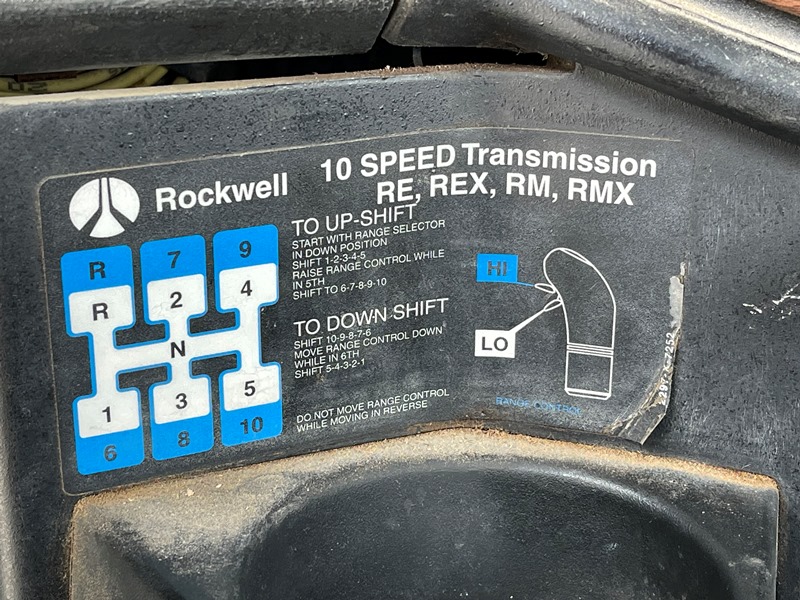 Rockwell
10 SPEED Transmission
RE, REX, RM, RMX
R 7 9
R 2 4
N
1 3 5
6 8 10
TO UP-SHIFT
START WITH RANGE SELECTOR
IN DOWN POSITION
SHIFT 1-2-3-4-5
RAISE RANGE CONTROL WHILE
IN 5TH
SHIFT TO 6-7-8-9-10
TO DOWN SHIFT
SHIFT 10-9-8-7-6
MOVE RANGE CONTROL DOWN
WHILE IN 6TH
SHIFT 5-4-3-2-1
DO NOT MOVE RANGE CONTROL
WHILE MOVING IN REVERSE
HI
LO
RANGE CONTROL